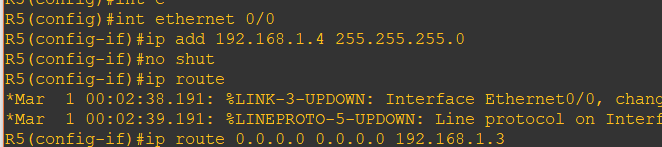 R5(config)#int e
R5(config)#int ethernet 0/0
R5(config-if)#ip add 192.168.1.4 255.255.255.0
R5(config-if)#no shut
R5(config-if)#ip route
*Mar  1 00:02:38.191: %LINK-3-UPDOWN: Interface Ethernet0/0, chang
*Mar  1 00:02:39.191: %LINEPROTO-5-UPDOWN: Line protocol on Interf
R5(config-if)#ip route 0.0.0.0 0.0.0.0 192.168.1.3